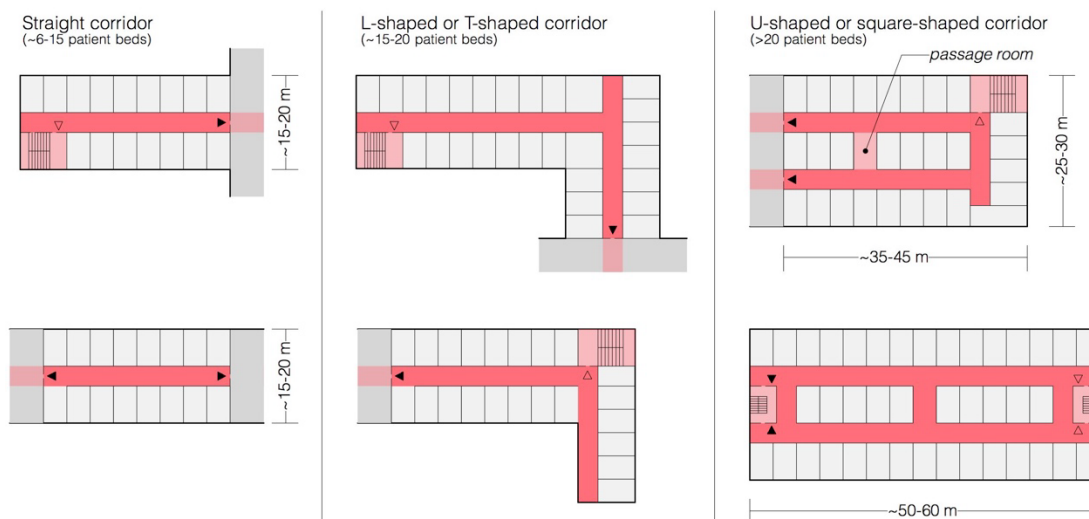 Straight corridor
(~6-15 patient beds)
~15-20 m
~15-20 m
L-shaped or T-shaped corridor
(~15-20 patient beds)
U-shaped or square-shaped corridor
(>20 patient beds)
passage room
~25-30 m
~35-45 m
~50-60 m